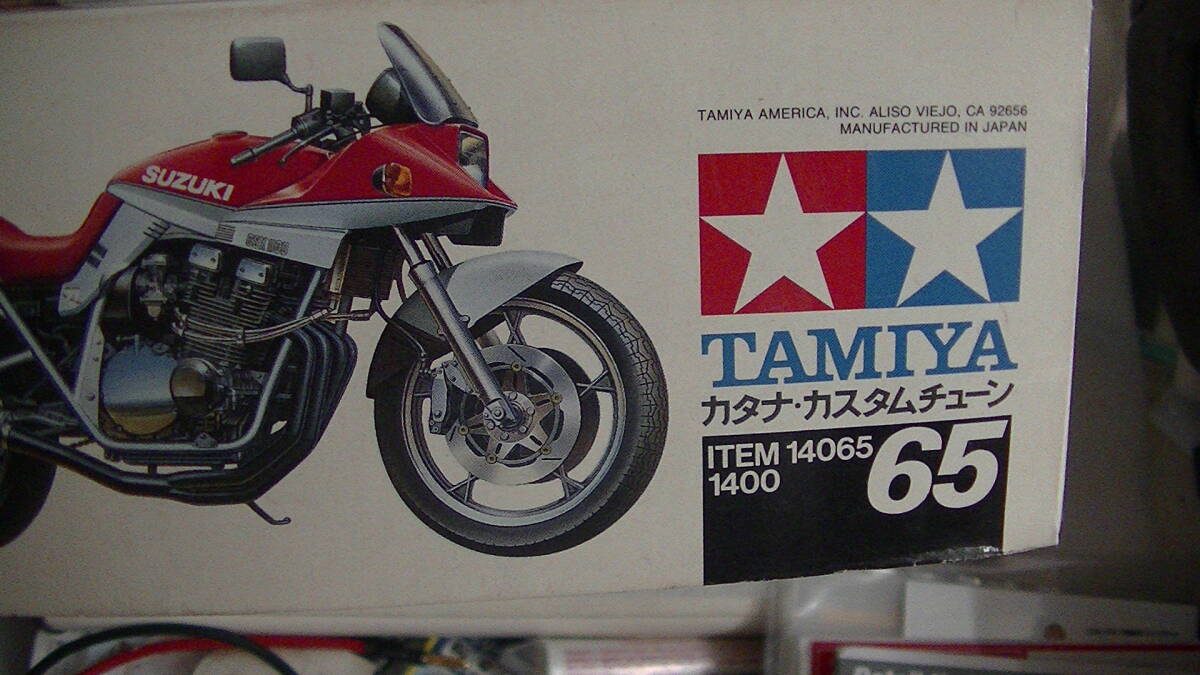 TAMIYA AMERICA, INC. ALISO VIEJO, CA 92656
MANUFACTURED IN JAPAN
SUZUKI
TAMIYA
カタナ・カスタムチューン
ITEM 14065
1400
65